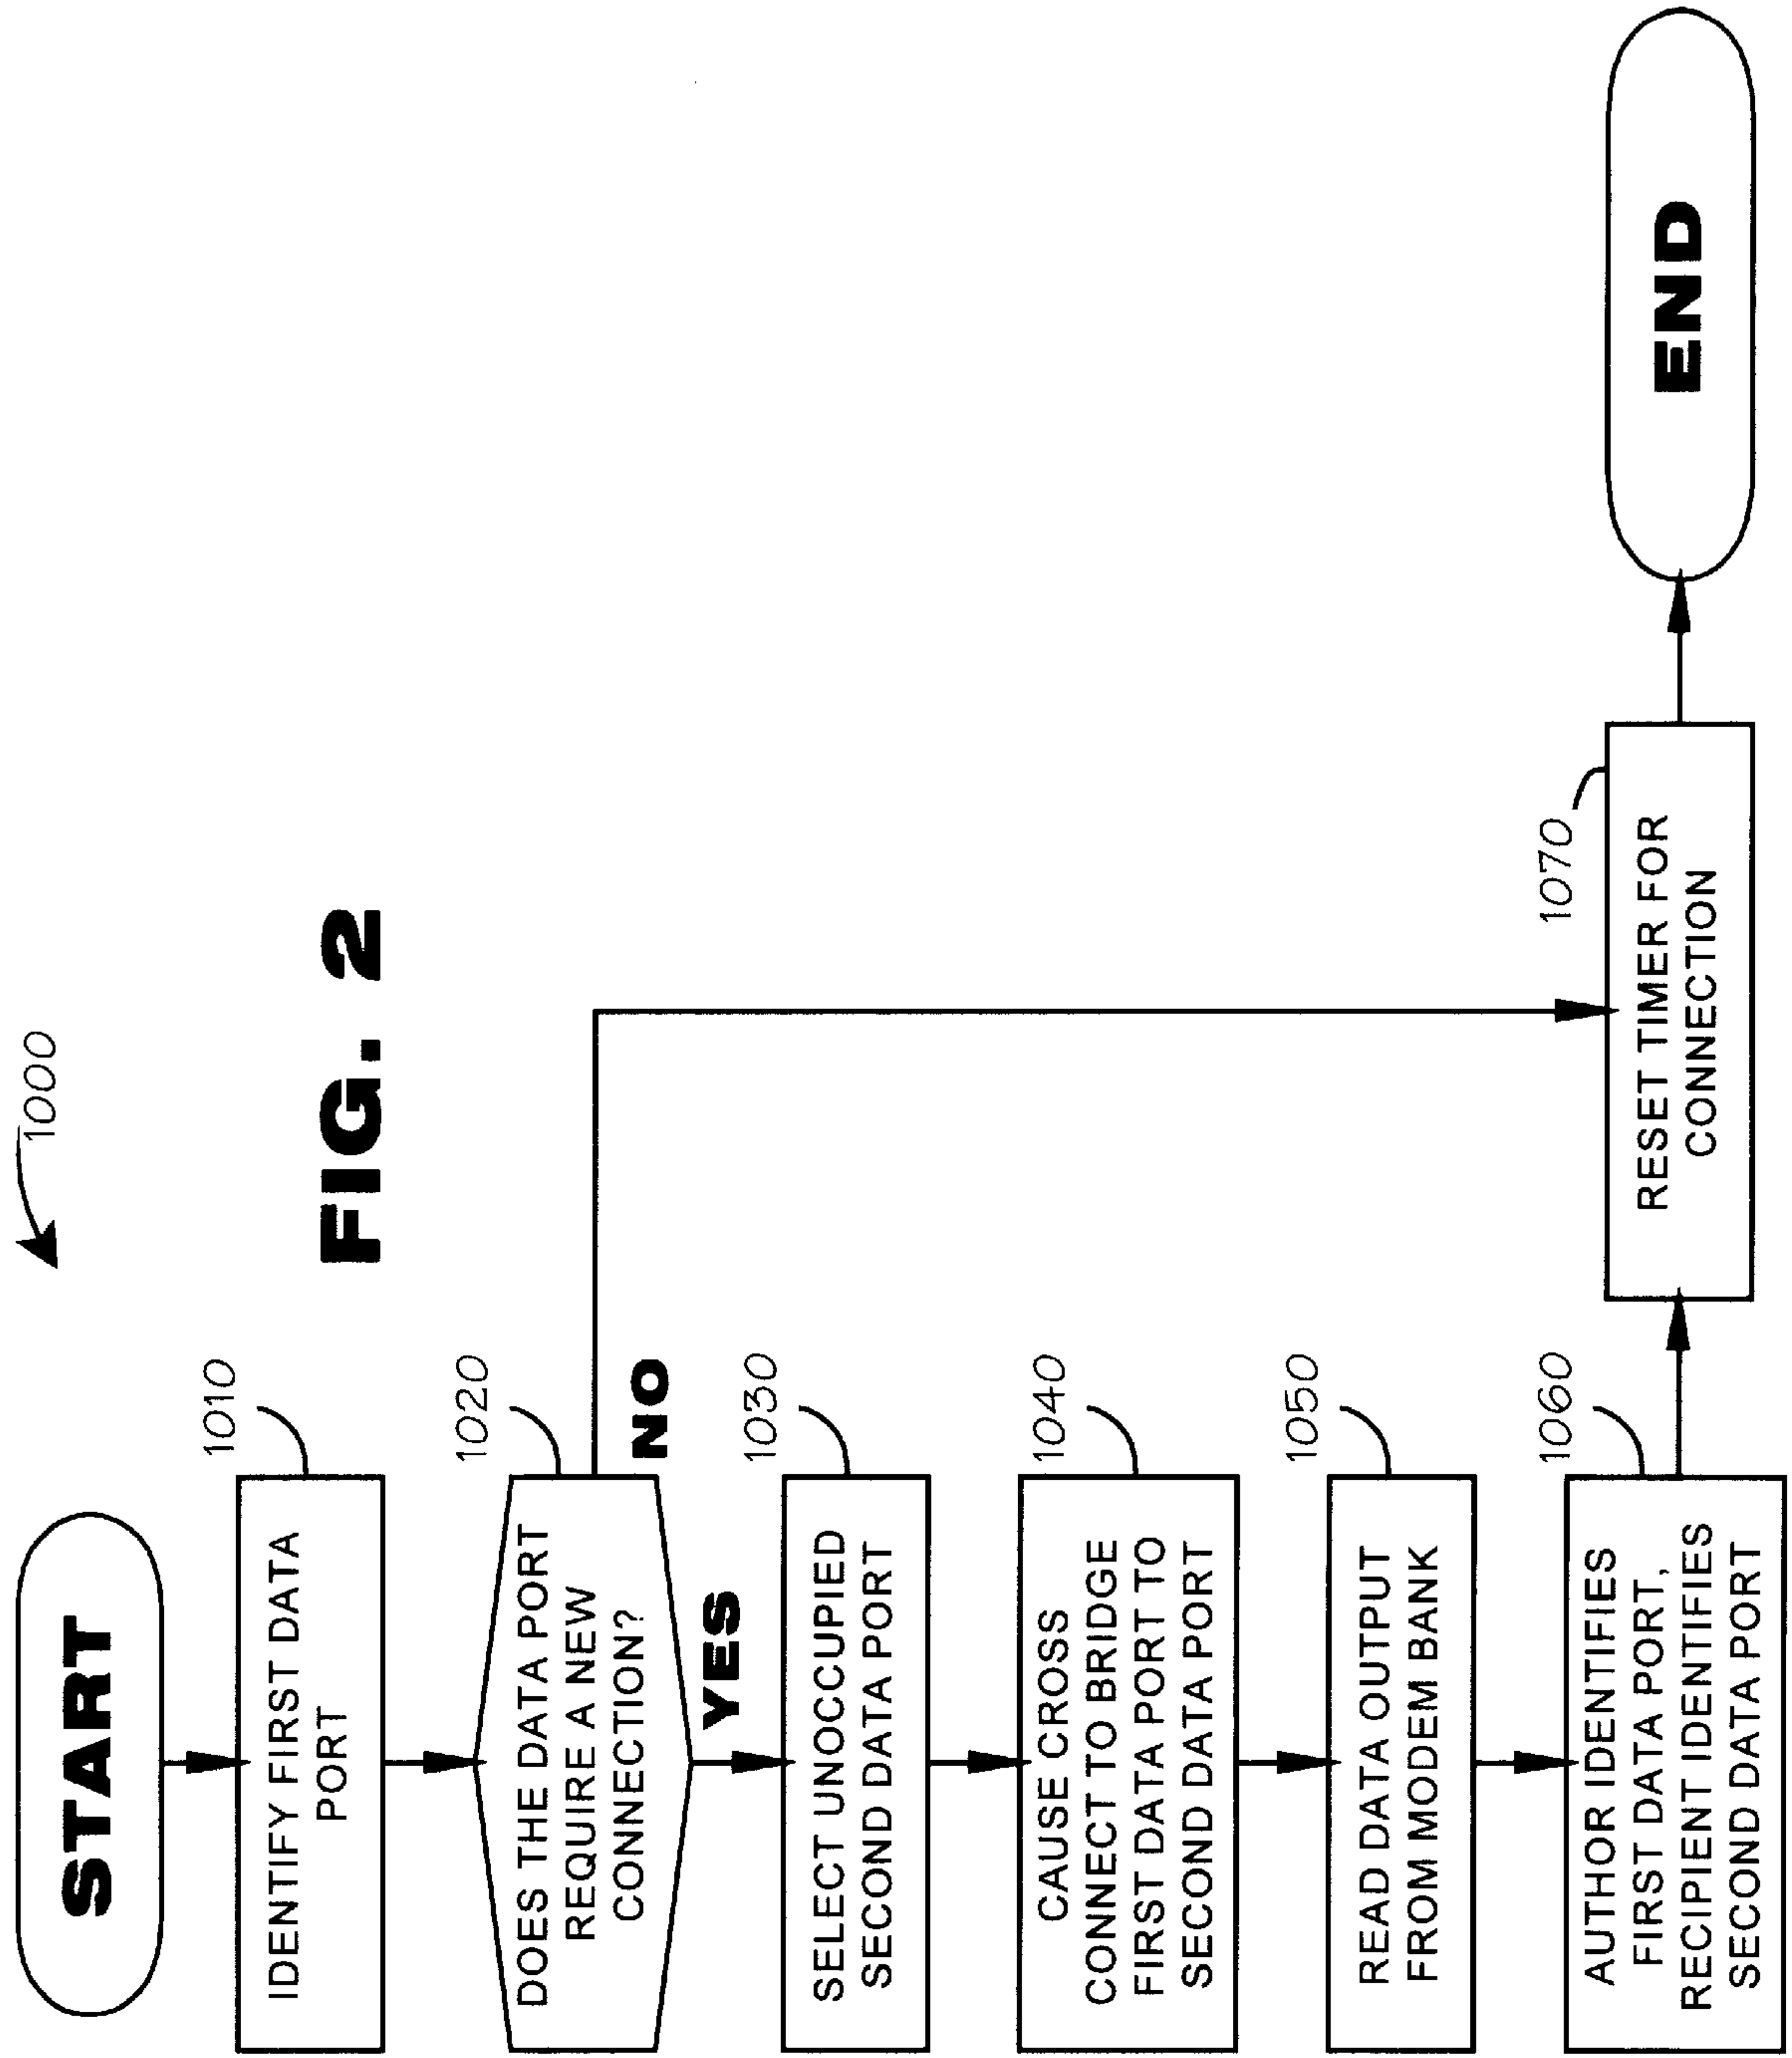 1000
START
FIG. 2
1010
IDENTIFY FIRST DATA
PORT
1020
DOES THE DATA PORT
REQUIRE A NEW
CONNECTION?
NO
YES
1030
SELECT UNOCCUPIED
SECOND DATA PORT
1040
CAUSE CROSS
CONNECT TO BRIDGE
FIRST DATA PORT TO
SECOND DATA PORT
1050
READ DATA OUTPUT
FROM MODEM BANK
1060
AUTHOR IDENTIFIES
FIRST DATA PORT,
RECIPIENT IDENTIFIES
SECOND DATA PORT
1070
RESET TIMER FOR
CONNECTION
END